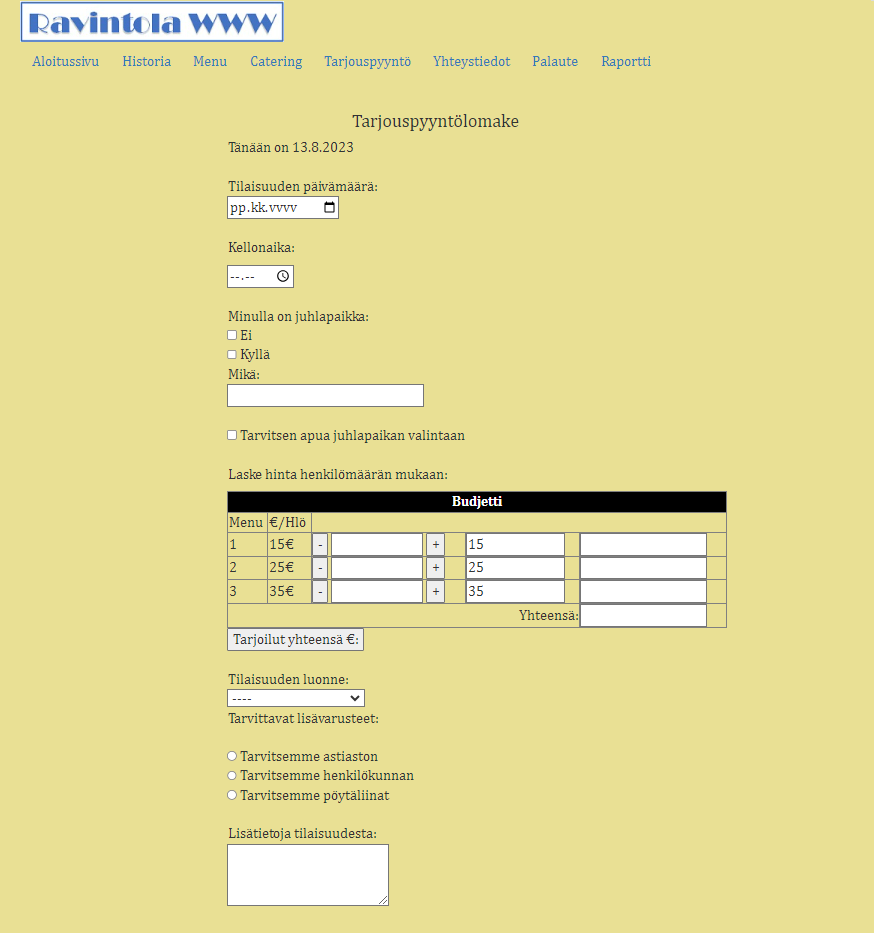 Ravintola WWW
Aloitussivu Historia Menu Catering Tarjouspyyntö Yhteystiedot Palaute Raportti
Tarjouspyyntölomake
Tänään on 13.8.2023
Tilaisuuden päivämäärä:
pp.kk.vvvv
Kellonaika:
--.--
Minulla on juhlapaikka:
Ei
Kyllä
Mikä:
Tarvitsen apua juhlapaikan valintaan
Laske hinta henkilömäärän mukaan:
Budjetti
Menu €/Hlö
1 15€ - + 15
2 25€ - + 25
3 35€ - + 35
Yhteensä:
Tarjoilut yhteensä €:
Tilaisuuden luonne:
----
Tarvittavat lisävarusteet:
Tarvitsemme astiaston
Tarvitsemme henkilökunnan
Tarvitsemme pöytäliinat
Lisätietoja tilaisuudesta: